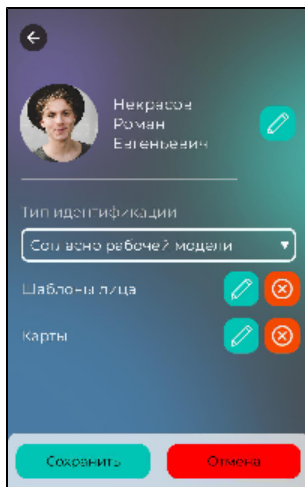 Некрасов
Роман
Евгеньевич
Тип идентификации
Согласно рабочей модели
Шаблоны лица
Карты
Сохранить
Отмена